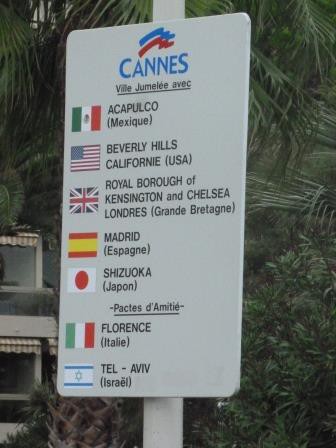 CANNES
Ville Jumelée avec
ACAPULCO
(Mexique)
BEVERLY HILLS
CALIFORNIE (USA)
ROYAL BOROUGH of
KENSINGTON and CHELSEA
LONDRES (Grande Bretagne)
MADRID
(Espagne)
SHIZUOKA
(Japon)
-Pactes d'Amitié-
FLORENCE
(Italie)
TEL - AVIV
(Israël)